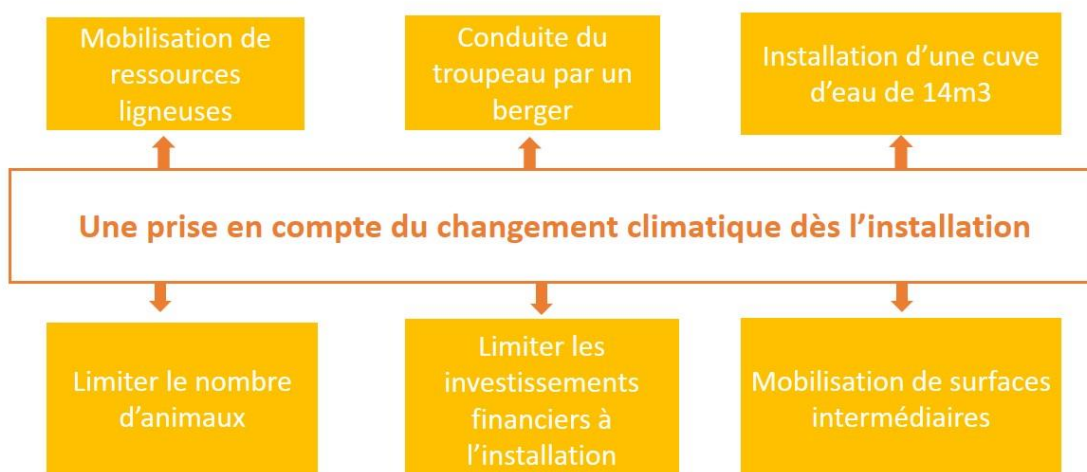 Mobilisation de
ressources
ligneuses
Conduite du
troupeau par un
berger
Installation d'une cuve
d'eau de 14m3
Une prise en compte du changement climatique dès l'installation
Limiter le nombre
d'animaux
Limiter les
investissements
financiers à
l'installation
Mobilisation de surfaces
intermédiaires